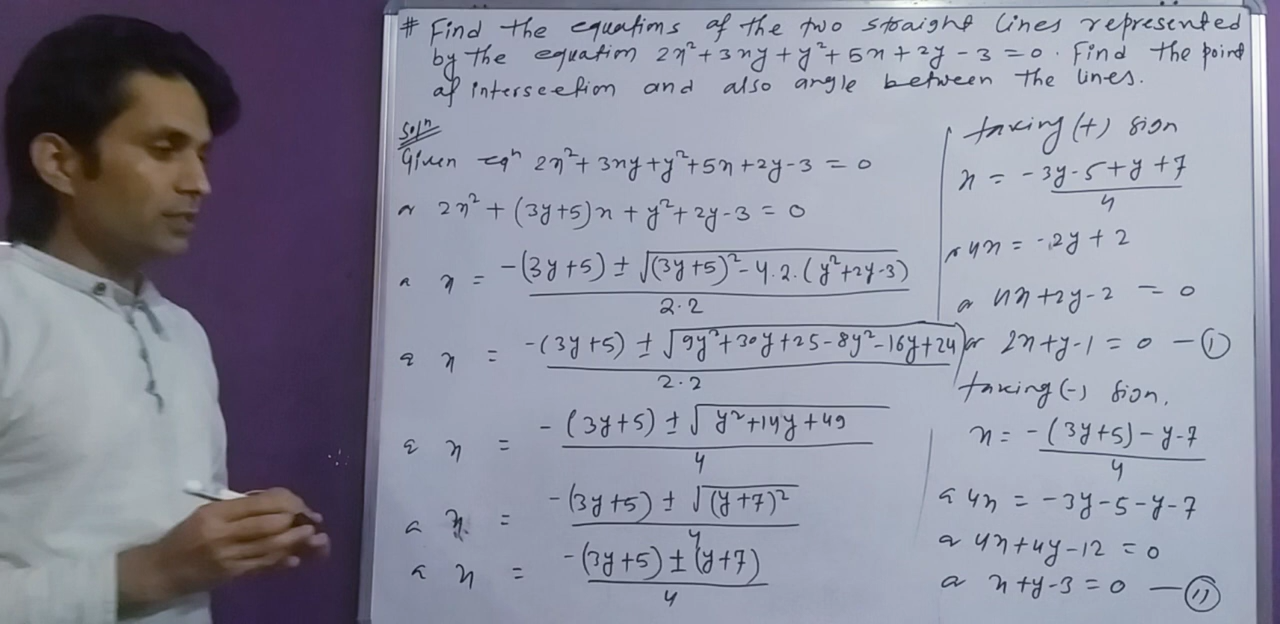 # Find the equations of the two straight lines represented
by the equation 2x² + 3xy + y² + 5x + 2y - 3 = 0. Find the point
of intersection and also angle between the lines.
Solⁿ
Given eqⁿ 2x² + 3xy + y² + 5x + 2y - 3 = 0
or 2x² + (3y+5)x + y² + 2y - 3 = 0
or x = -(3y+5) ± √((3y+5)² - 4.2.(y²+2y-3)) / 2.2
or x = -(3y+5) ± √(9y²+30y+25-8y²-16y+24) / 2.2
or x = -(3y+5) ± √(y²+14y+49) / 4
or x = -(3y+5) ± √((y+7)²) / 4
or x = -(3y+5) ± (y+7) / 4
taking (+) sign
x = -3y-5+y+7 / 4
or 4x = -2y + 2
or 4x + 2y - 2 = 0
or 2x + y - 1 = 0 — (i)
taking (-) sign,
x = -(3y+5) - y - 7 / 4
or 4x = -3y - 5 - y - 7
or 4x + 4y - 12 = 0
or x + y - 3 = 0 — (ii)